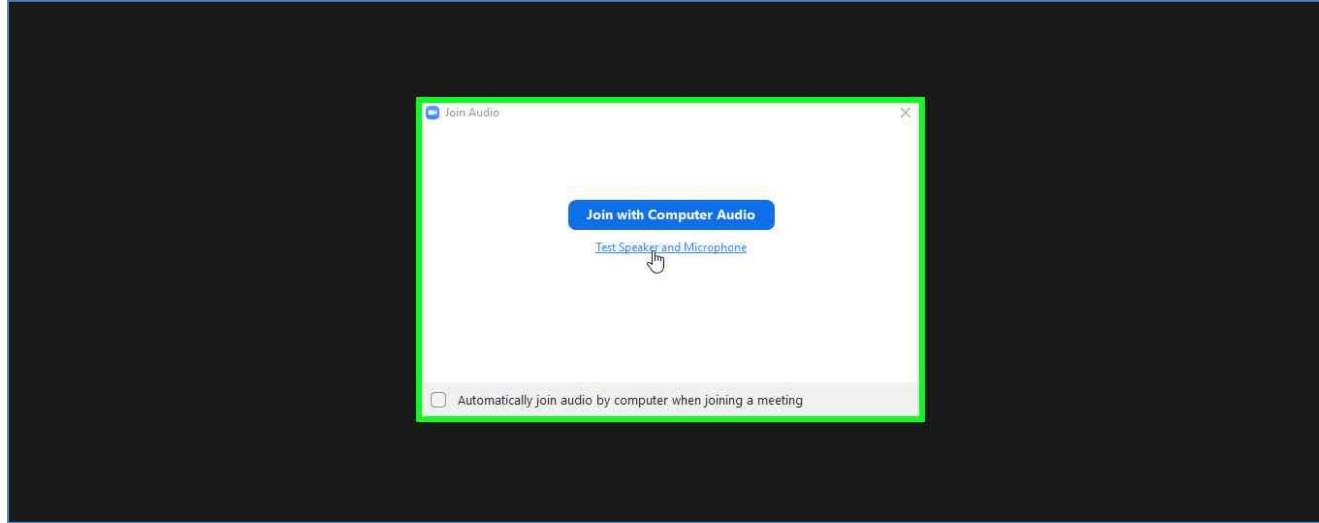 Join Audio
Join with Computer Audio
Test Speaker and Microphone
Automatically join audio by computer when joining a meeting